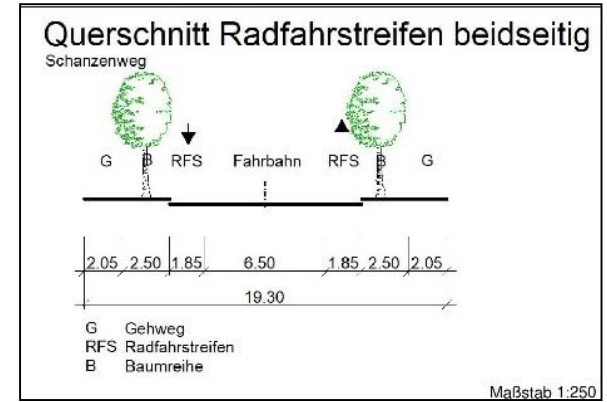 Querschnitt Radfahrstreifen beidseitig
Schanzenweg
G B RFS Fahrbahn RFS B G
2.05 2.50 1.85 6.50 1.85 2.50 2.05
19.30
G Gehweg
RFS Radfahrstreifen
B Baumreihe
Maßstab 1:250